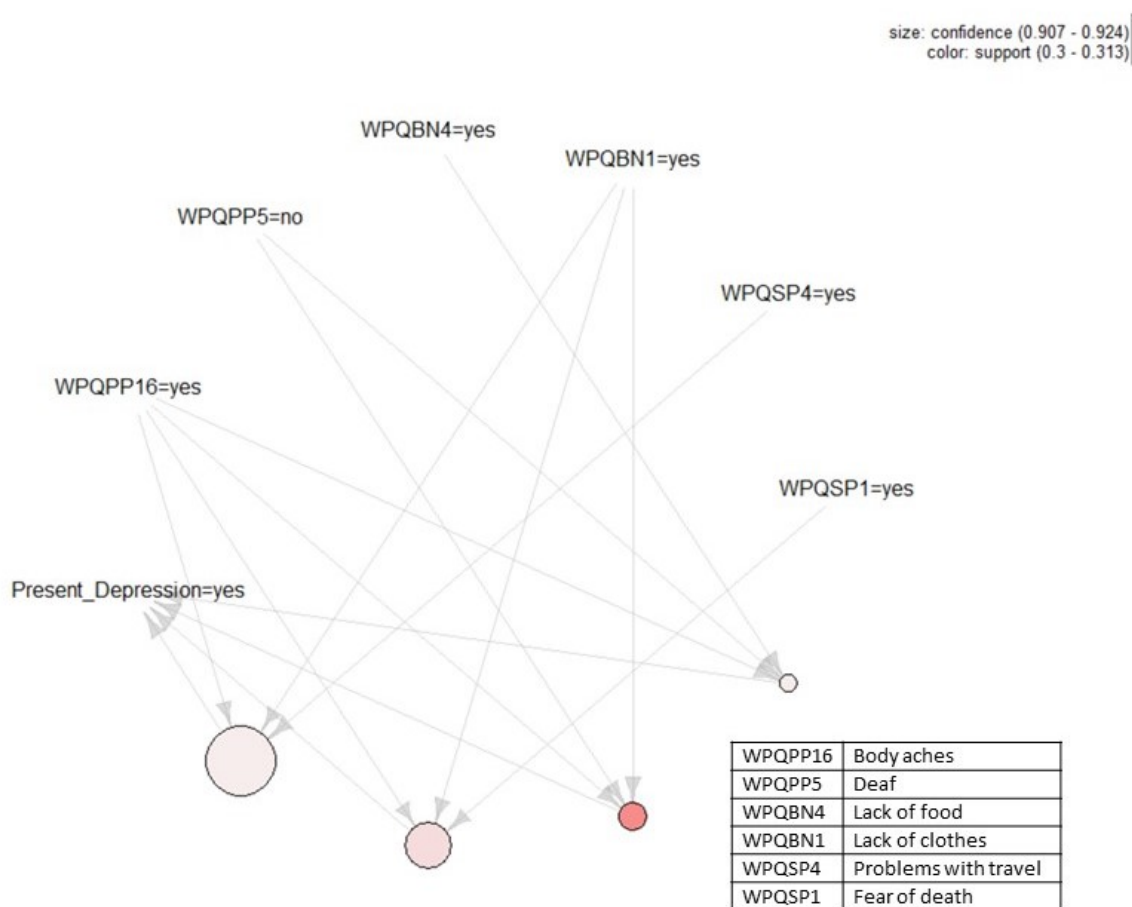 size: confidence (0.907 - 0.924)
color: support (0.3 - 0.313)
WPQBN4=yes
WPQBN1=yes
WPQPP5=no
WPQSP4=yes
WPQPP16=yes
WPQSP1=yes
Present_Depression=yes
WPQPP16 Body aches
WPQPP5 Deaf
WPQBN4 Lack of food
WPQBN1 Lack of clothes
WPQSP4 Problems with travel
WPQSP1 Fear of death